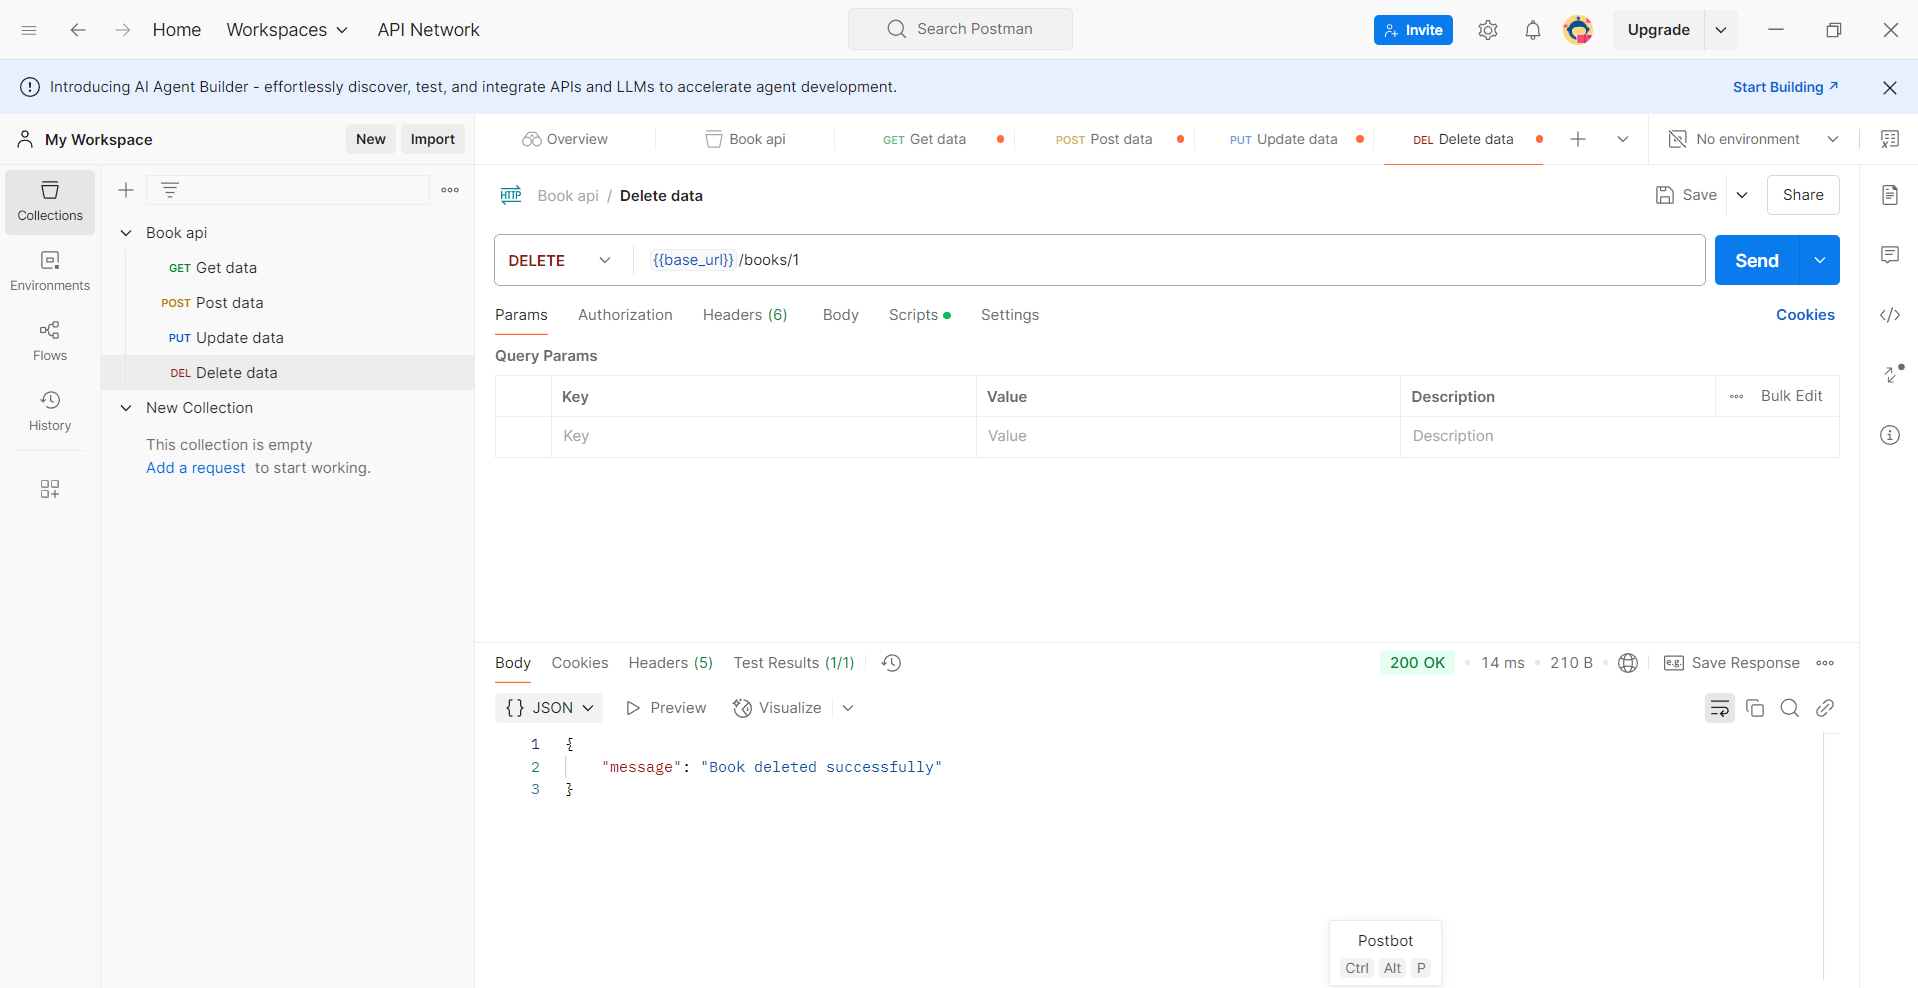 Home Workspaces API Network Search Postman Invite Upgrade
Introducing AI Agent Builder - effortlessly discover, test, and integrate APIs and LLMs to accelerate agent development. Start Building
My Workspace New Import Overview Book api GET Get data POST Post data PUT Update data DEL Delete data No environment
Collections
Environments
Flows
History
Book api
GET Get data
POST Post data
PUT Update data
DEL Delete data
New Collection
This collection is empty
Add a request to start working.
HTTP Book api / Delete data Save Share
DELETE {{base_url}} /books/1 Send
Params Authorization Headers (6) Body Scripts Settings Cookies
Query Params
Key Value Description Bulk Edit
Key Value Description
Body Cookies Headers (5) Test Results (1/1) 200 OK 14 ms 210 B e.g. Save Response
{} JSON Preview Visualize
1 {
2 "message": "Book deleted successfully"
3 }
Postbot
Ctrl Alt P